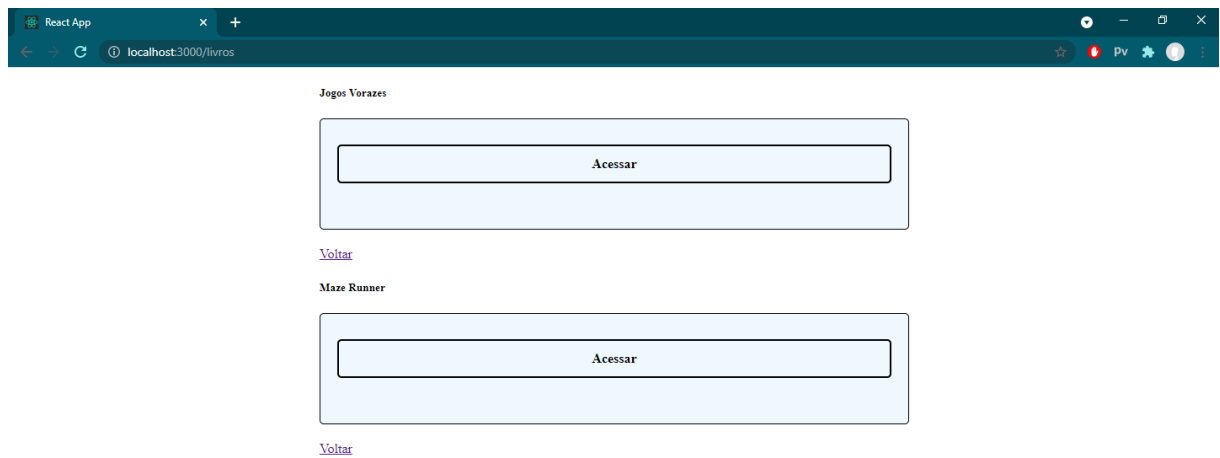 React App
localhost:3000/livros
PV
Jogos Vorazes
Acessar
Voltar
Maze Runner
Acessar
Voltar